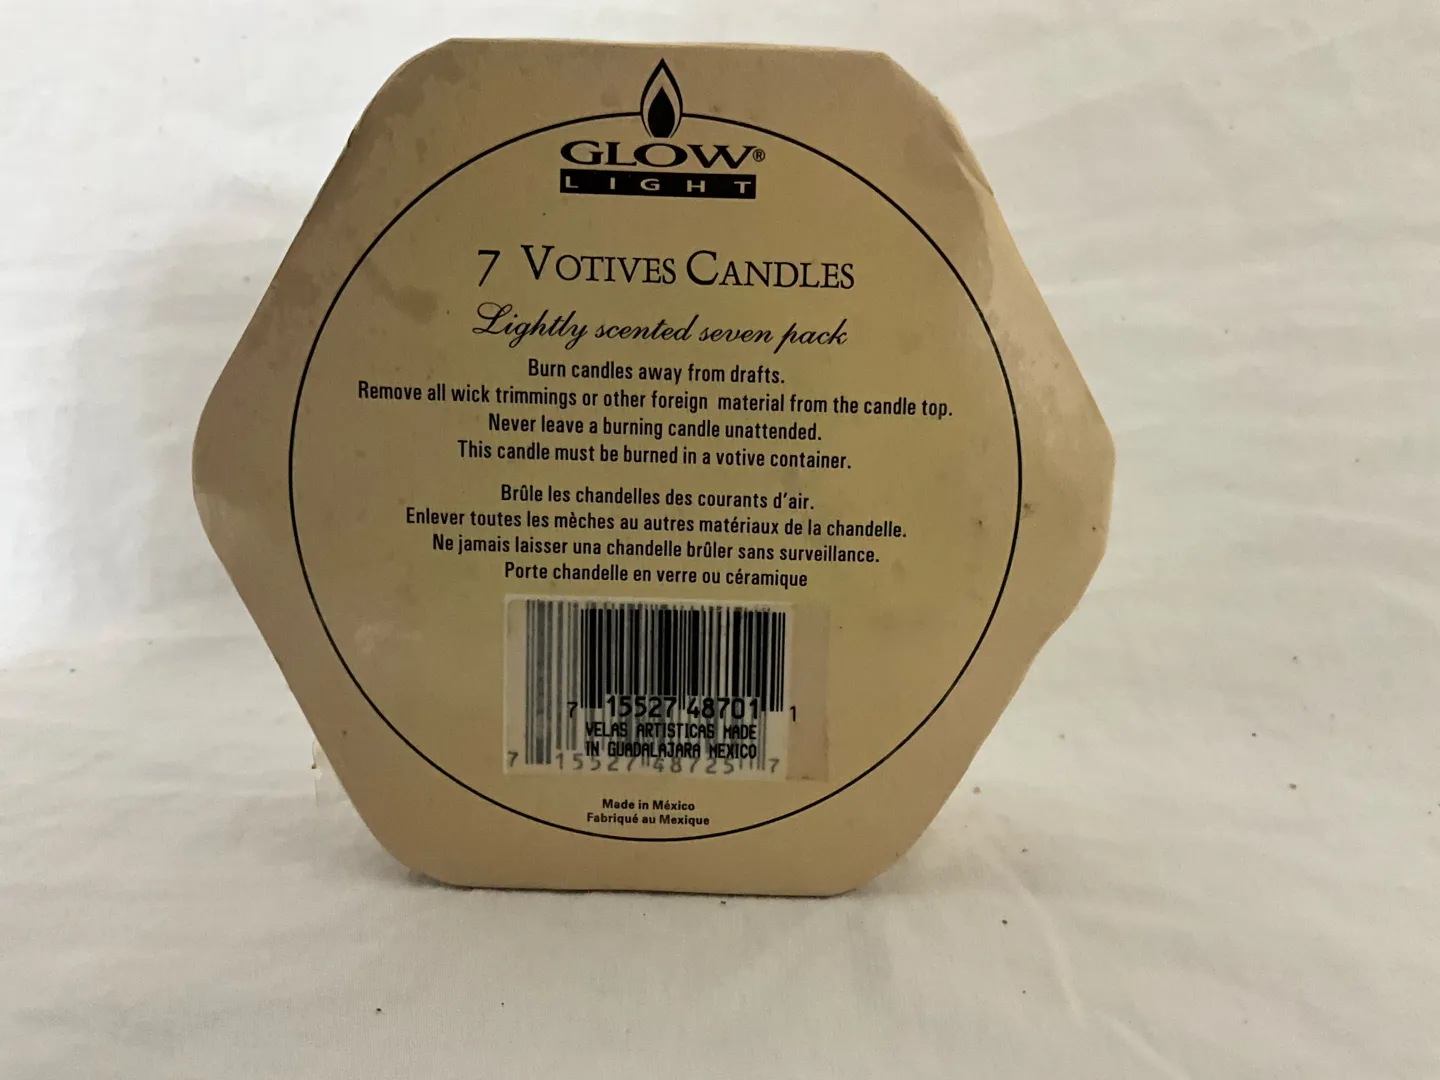 GLOW®
LIGHT
7 VOTIVES CANDLES
Lightly scented seven pack
Burn candles away from drafts.
Remove all wick trimmings or other foreign material from the candle top.
Never leave a burning candle unattended.
This candle must be burned in a votive container.
Brûle les chandelles des courants d'air.
Enlever toutes les mèches au autres matériaux de la chandelle.
Ne jamais laisser una chandelle brûler sans surveillance.
Porte chandelle en verre ou céramique
7 15527 48701 1
VELAS ARTISTICAS MADE
IN GUADALAJARA MEXICO
7 15527 48725 7
Made in México
Fabriqué au Mexique